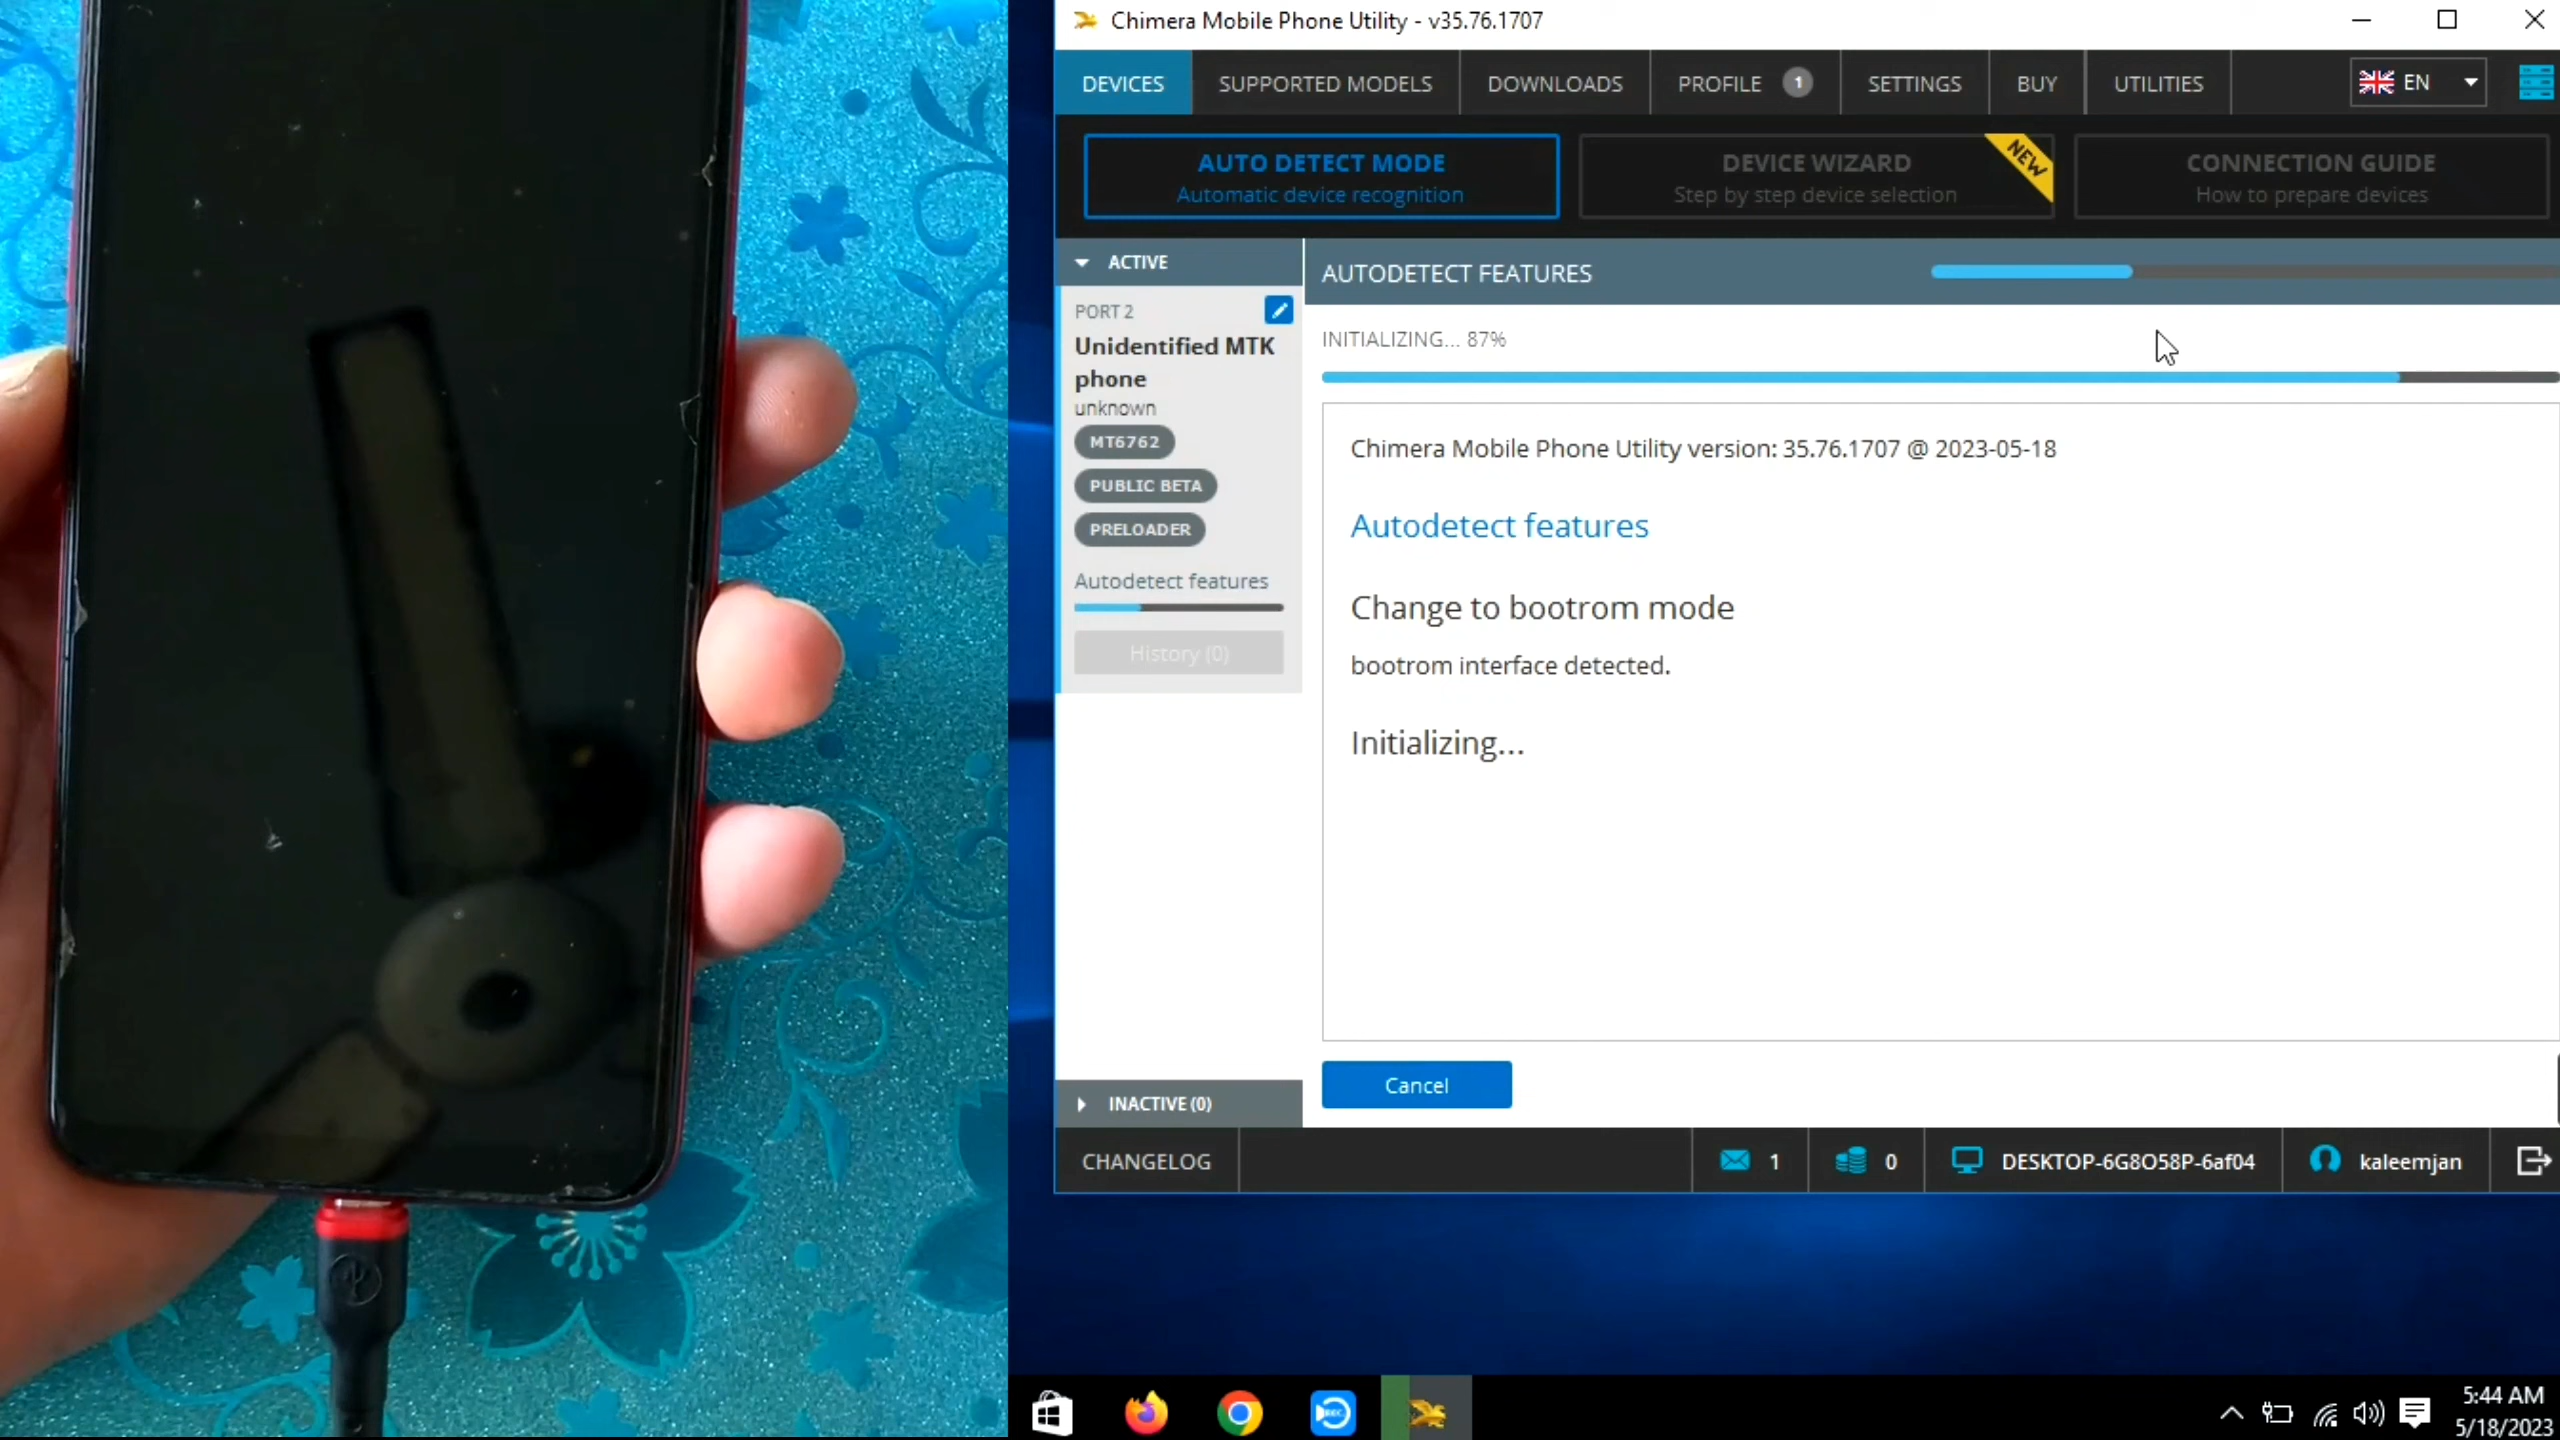 Chimera Mobile Phone Utility - v35.76.1707
DEVICES
SUPPORTED MODELS
DOWNLOADS
PROFILE 1
SETTINGS
BUY
UTILITIES
EN
AUTO DETECT MODE
Automatic device recognition
DEVICE WIZARD
Step by step device selection
NEW
CONNECTION GUIDE
How to prepare devices
ACTIVE
PORT 2
Unidentified MTK
phone
unknown
MT6762
PUBLIC BETA
PRELOADER
Autodetect features
History (0)
INACTIVE (0)
AUTODETECT FEATURES
INITIALIZING... 87%
Chimera Mobile Phone Utility version: 35.76.1707 @ 2023-05-18
Autodetect features
Change to bootrom mode
bootrom interface detected.
Initializing...
Cancel
CHANGELOG
1
0
DESKTOP-6G8O58P-6af04
kaleemjan
REC
5:44 AM
5/18/2023